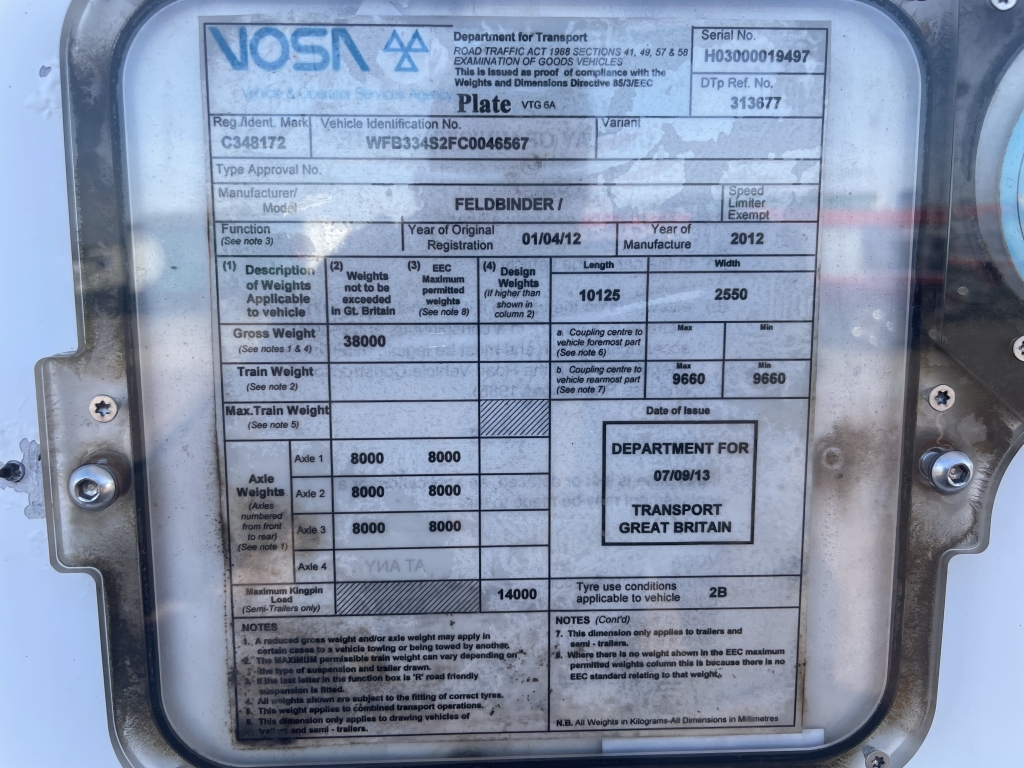 VOSA
Vehicle & Operator Services Agency
Department for Transport
ROAD TRAFFIC ACT 1988 SECTIONS 41, 49, 57 & 58
EXAMINATION OF GOODS VEHICLES
This is issued as proof of compliance with the
Weights and Dimensions Directive 85/3/EEC
Plate VTG 6A
Serial No.
H03000019497
DTp Ref. No.
313677
Reg./Ident. Mark
C348172
Vehicle Identification No.
WFB334S2FC0046567
Variant
Type Approval No.
Manufacturer/
Model
FELDBINDER /
Speed
Limiter
Exempt
Function
(See note 3)
Year of Original
Registration
01/04/12
Year of
Manufacture
2012
(1) Description
of Weights
Applicable
to vehicle
(2) Weights
not to be
exceeded
in Gt. Britain
(3) EEC
Maximum
permitted
weights
(See note 8)
(4) Design
Weights
(if higher than
shown in
column 2)
Length
10125
Width
2550
Gross Weight
(See notes 1 & 4)
38000
a. Coupling centre to
vehicle foremost part
(See note 6)
Max
Min
Train Weight
(See note 2)
b. Coupling centre to
vehicle rearmost part
(See note 7)
Max
9660
Min
9660
Max.Train Weight
(See note 5)
Date of Issue
DEPARTMENT FOR
07/09/13
TRANSPORT
GREAT BRITAIN
Axle
Weights
(Axles
numbered
from front
to rear)
(See note 1)
Axle 1 8000 8000
Axle 2 8000 8000
Axle 3 8000 8000
Axle 4
Maximum Kingpin
Load
(Semi-Trailers only)
14000
Tyre use conditions
applicable to vehicle
2B
NOTES
1. A reduced gross weight and/or axle weight may apply in
certain cases to a vehicle towing or being towed by another.
2. The MAXIMUM permissible train weight can vary depending on
the type of suspension and trailer drawn.
3. If the last letter in the function box is 'R' road friendly
suspension is fitted.
4. All weights shown are subject to the fitting of correct tyres.
5. This weight applies to combined transport operations.
6. This dimension only applies to drawing vehicles of
trailers and semi - trailers.
NOTES (Cont'd)
7. This dimension only applies to trailers and
semi - trailers.
8. Where there is no weight shown in the EEC maximum
permitted weights column this is because there is no
EEC standard relating to that weight.
N.B. All Weights in Kilograms-All Dimensions in Millimetres